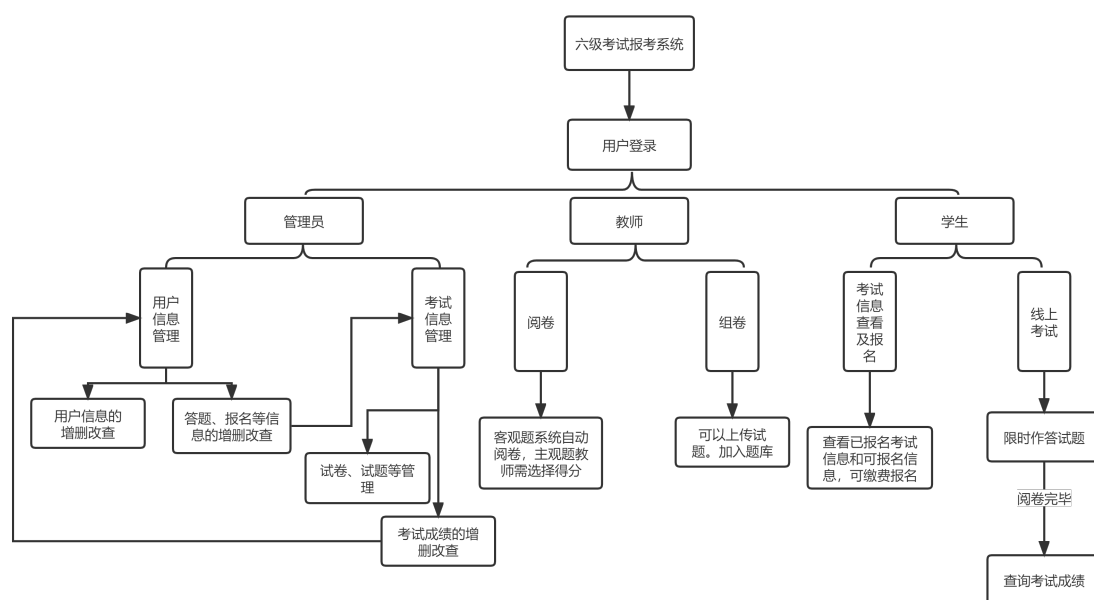 六级考试报考系统
用户登录
管理员
教师
学生
用户
信息
管理
考试
信息
管理
阅卷
组卷
考试
信息
查看
及报
名
线上
考试
用户信息的
增删改查
答题、报名等信
息的增删改查
试卷、试题等管
理
考试成绩的增
删改查
客观题系统自动
阅卷，主观题教
师需选择得分
可以上传试
题。加入题库
查看已报名考试
信息和可报名信
息，可缴费报名
限时作答试题
阅卷完毕
查询考试成绩